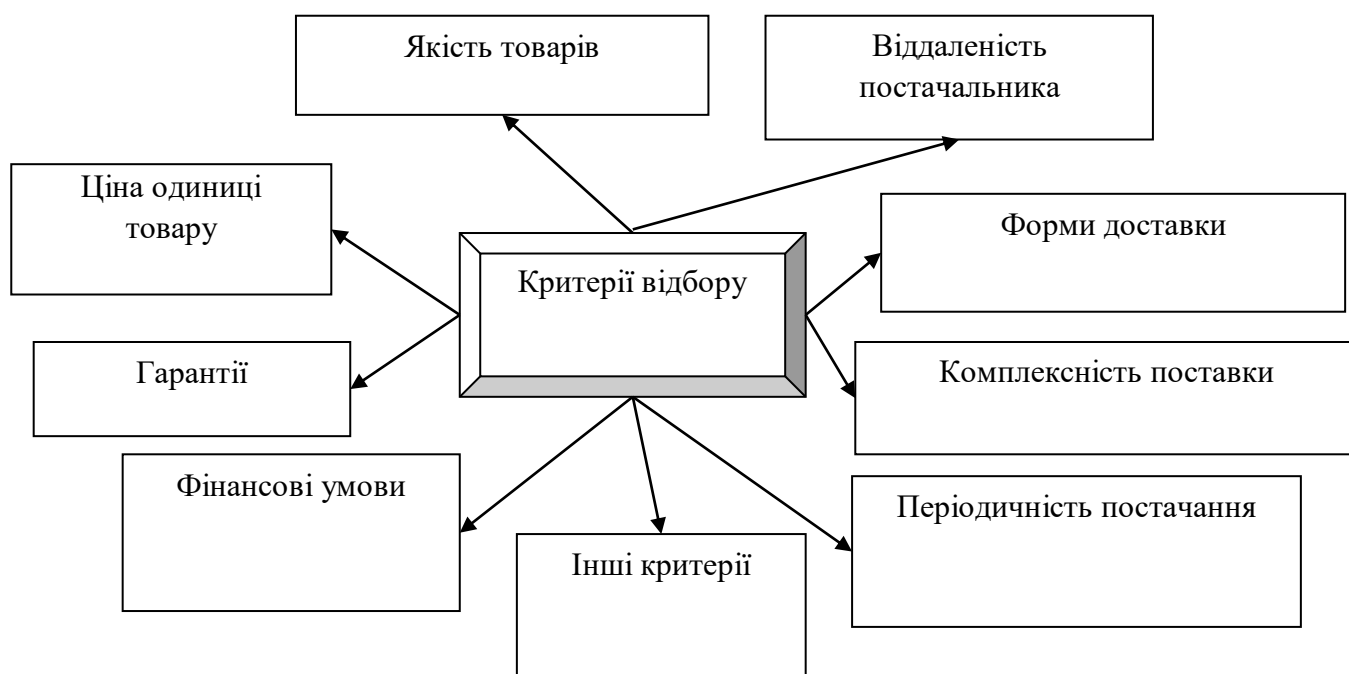 Якість товарів
Віддаленість
постачальника
Ціна одиниці
товару
Форми доставки
Критерії відбору
Гарантії
Комплексність поставки
Фінансові умови
Періодичність постачання
Інші критерії